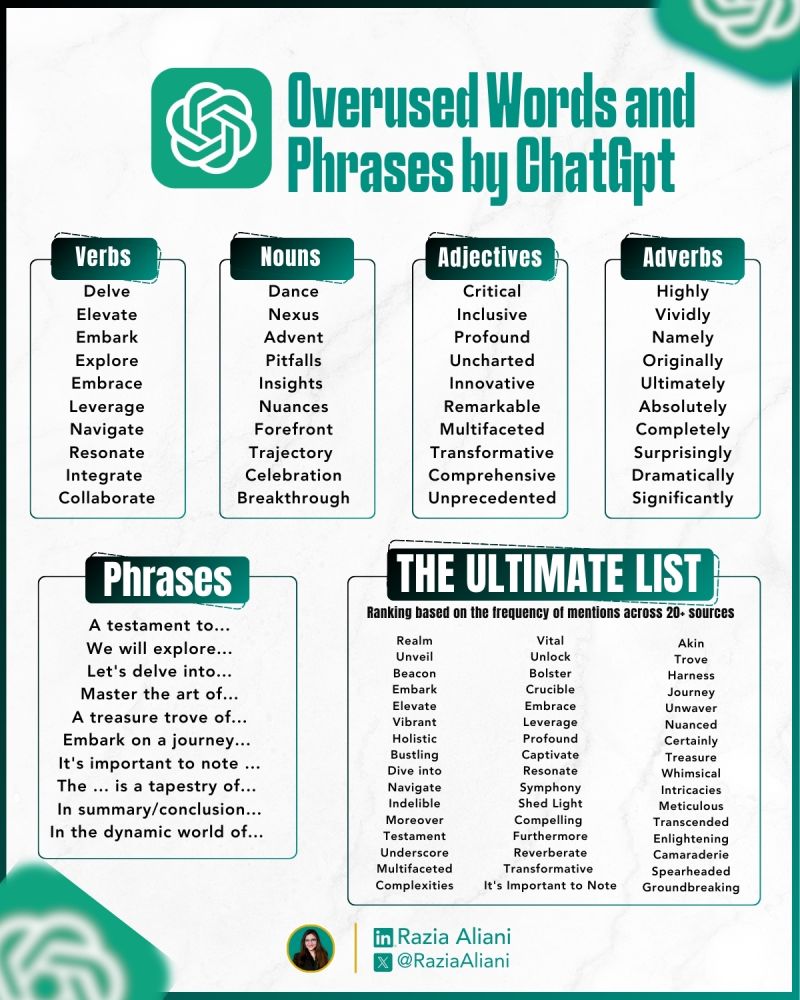 Overused Words and
Phrases by ChatGpt
Verbs
Delve
Elevate
Embark
Explore
Embrace
Leverage
Navigate
Resonate
Integrate
Collaborate
Nouns
Dance
Nexus
Advent
Pitfalls
Insights
Nuances
Forefront
Trajectory
Celebration
Breakthrough
Adjectives
Critical
Inclusive
Profound
Uncharted
Innovative
Remarkable
Multifaceted
Transformative
Comprehensive
Unprecedented
Adverbs
Highly
Vividly
Namely
Originally
Ultimately
Absolutely
Completely
Surprisingly
Dramatically
Significantly
Phrases
A testament to...
We will explore...
Let's delve into...
Master the art of...
A treasure trove of...
Embark on a journey...
It's important to note ...
The ... is a tapestry of...
In summary/conclusion...
In the dynamic world of...
THE ULTIMATE LIST
Ranking based on the frequency of mentions across 20+ sources
Realm
Unveil
Beacon
Embark
Elevate
Vibrant
Holistic
Bustling
Dive into
Navigate
Indelible
Moreover
Testament
Underscore
Multifaceted
Complexities
Vital
Unlock
Bolster
Crucible
Embrace
Leverage
Profound
Captivate
Resonate
Symphony
Shed Light
Compelling
Furthermore
Reverberate
Transformative
It's Important to Note
Akin
Trove
Harness
Journey
Unwaver
Nuanced
Certainly
Treasure
Whimsical
Intricacies
Meticulous
Transcended
Enlightening
Camaraderie
Spearheaded
Groundbreaking
in Razia Aliani
X @RaziaAliani